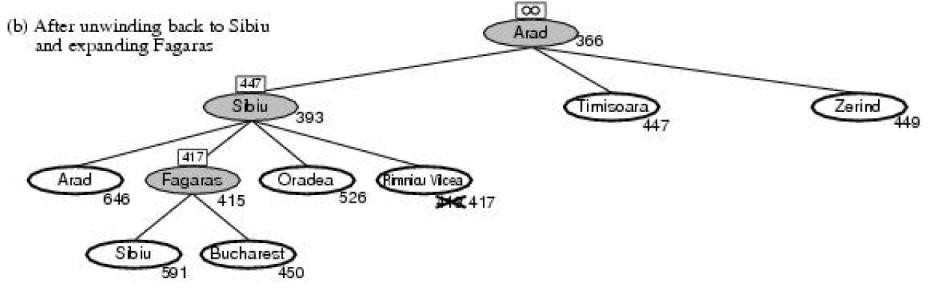 (b) After unwinding back to Sibiu
and expanding Fagaras
∞
Arad 366
447
Sibiu 393
Timisoara 447
Zerind 449
Arad 646
417
Fagaras 415
Oradea 526
Rimnicu Vilcea
417
Sibiu 591
Bucharest 450